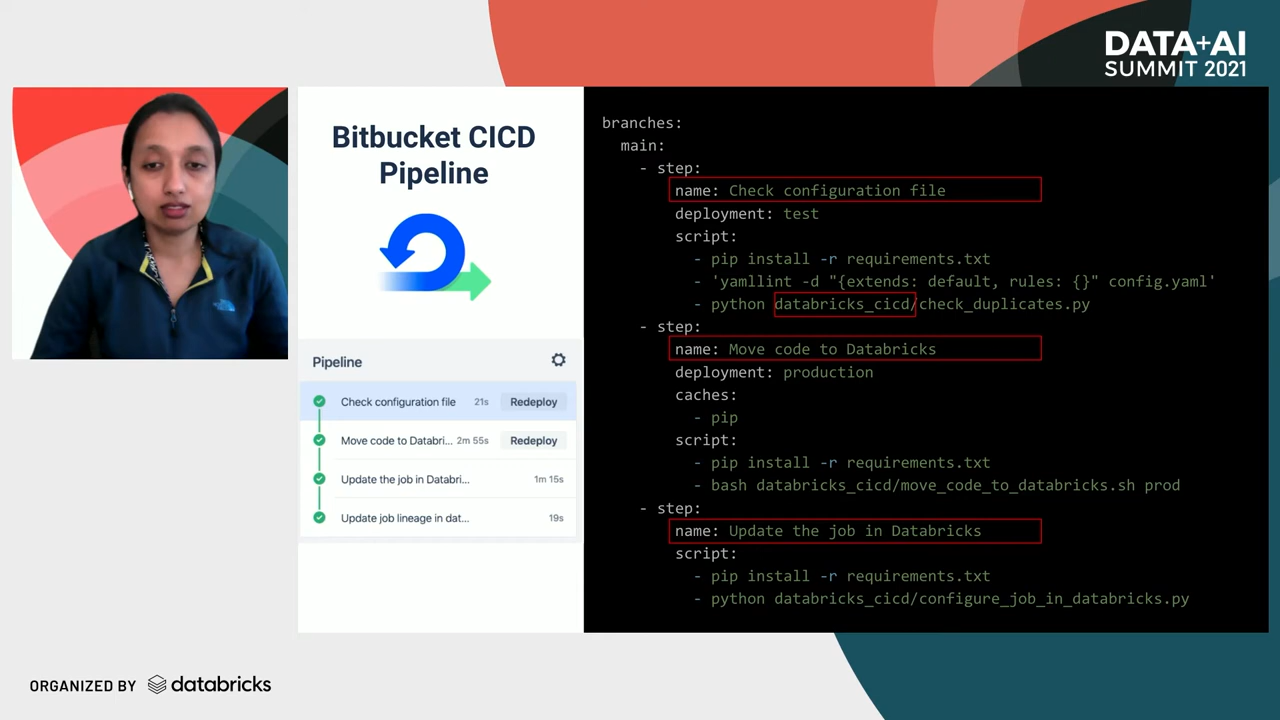 DATA+AI
SUMMIT 2021
Bitbucket CICD
Pipeline
Pipeline
Check configuration file 21s Redeploy
Move code to Databri... 2m 55s Redeploy
Update the job in Databri... 1m 15s
Update job lineage in dat... 19s
branches:
main:
- step:
name: Check configuration file
deployment: test
script:
- pip install -r requirements.txt
- 'yamllint -d "{extends: default, rules: {}" config.yaml'
- python databricks_cicd/check_duplicates.py
- step:
name: Move code to Databricks
deployment: production
caches:
- pip
script:
- pip install -r requirements.txt
- bash databricks_cicd/move_code_to_databricks.sh prod
- step:
name: Update the job in Databricks
script:
- pip install -r requirements.txt
- python databricks_cicd/configure_job_in_databricks.py
ORGANIZED BY databricks